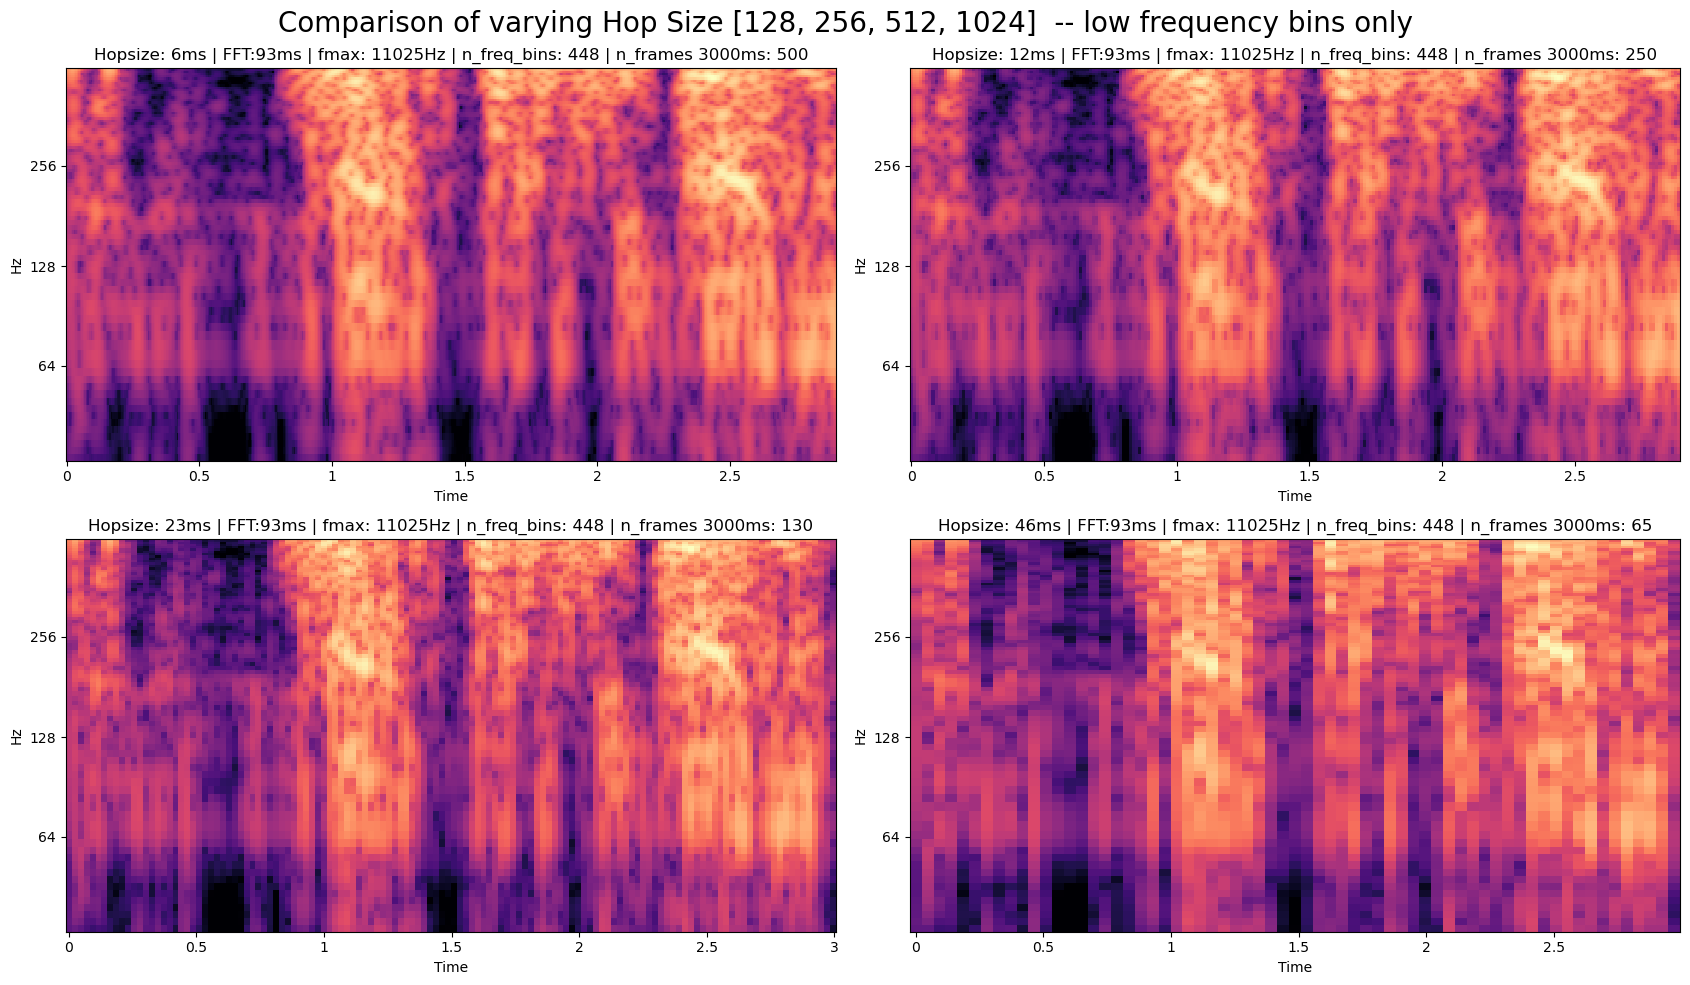 Comparison of varying Hop Size [128, 256, 512, 1024]  -- low frequency bins only
Hopsize: 6ms | FFT:93ms | fmax: 11025Hz | n_freq_bins: 448 | n_frames 3000ms: 500
256
128
64
Hz
0 0.5 1 1.5 2 2.5
Time
Hopsize: 12ms | FFT:93ms | fmax: 11025Hz | n_freq_bins: 448 | n_frames 3000ms: 250
256
128
64
Hz
0 0.5 1 1.5 2 2.5
Time
Hopsize: 23ms | FFT:93ms | fmax: 11025Hz | n_freq_bins: 448 | n_frames 3000ms: 130
256
128
64
Hz
0 0.5 1 1.5 2 2.5 3
Time
Hopsize: 46ms | FFT:93ms | fmax: 11025Hz | n_freq_bins: 448 | n_frames 3000ms: 65
256
128
64
Hz
0 0.5 1 1.5 2 2.5
Time